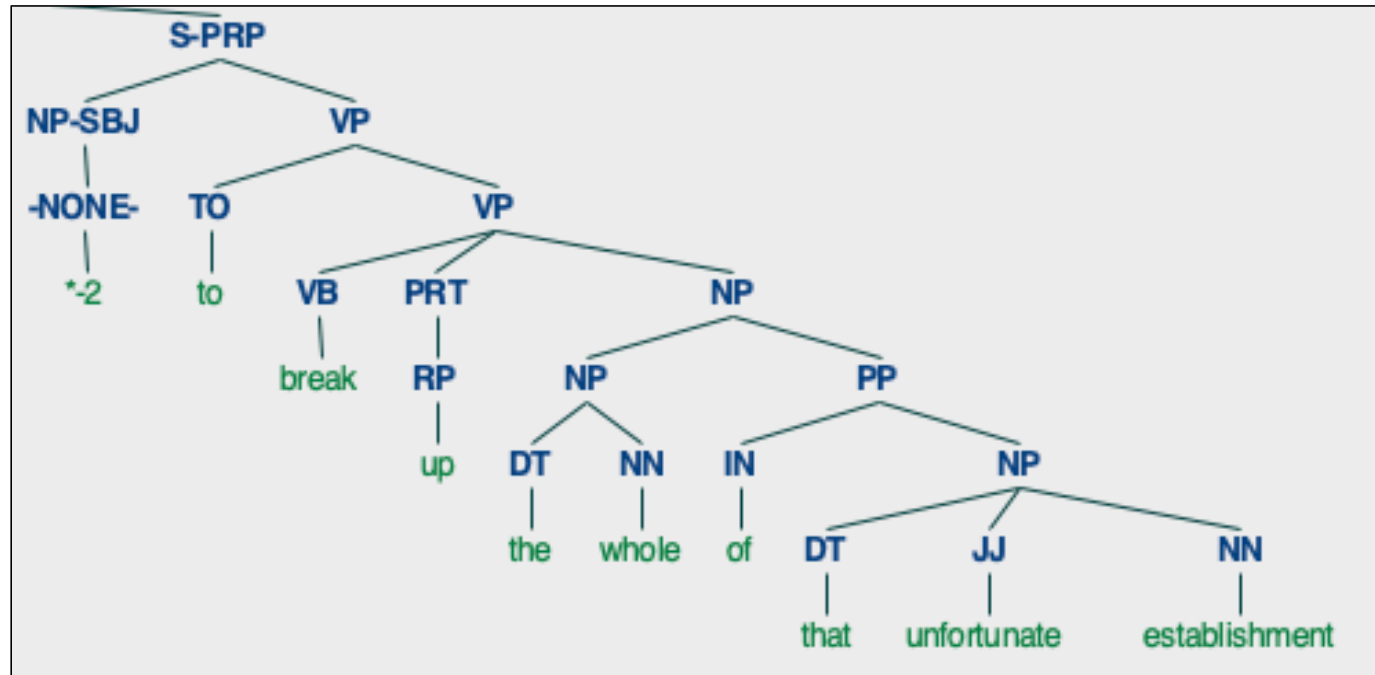 S-PRP
NP-SBJ VP
-NONE- TO VP
*-2 to VB PRT NP
break RP NP PP
up DT NN IN NP
the whole of DT JJ NN
that unfortunate establishment